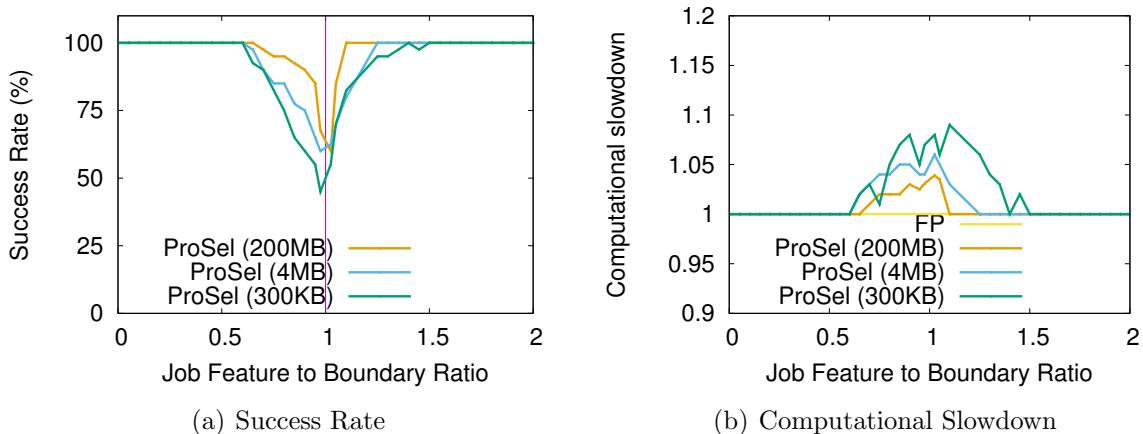 Success Rate (%)
100
75
50
25
0
ProSel (200MB)
ProSel (4MB)
ProSel (300KB)
0 0.5 1 1.5 2
Job Feature to Boundary Ratio
(a) Success Rate
Computational slowdown
1.2
1.15
1.1
1.05
1
0.95
0.9
FP
ProSel (200MB)
ProSel (4MB)
ProSel (300KB)
0 0.5 1 1.5 2
Job Feature to Boundary Ratio
(b) Computational Slowdown